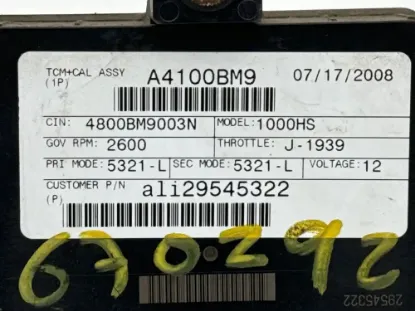 TCM+CAL ASSY A4100BM9 07/17/2008
(1P)
CIN: 4800BM9003N MODEL: 1000HS
GOV RPM: 2600 THROTTLE: J-1939
PRI MODE: 5321-L SEC MODE: 5321-L VOLTAGE: 12
CUSTOMER P/N ali29545322
(P)
670292
29545322